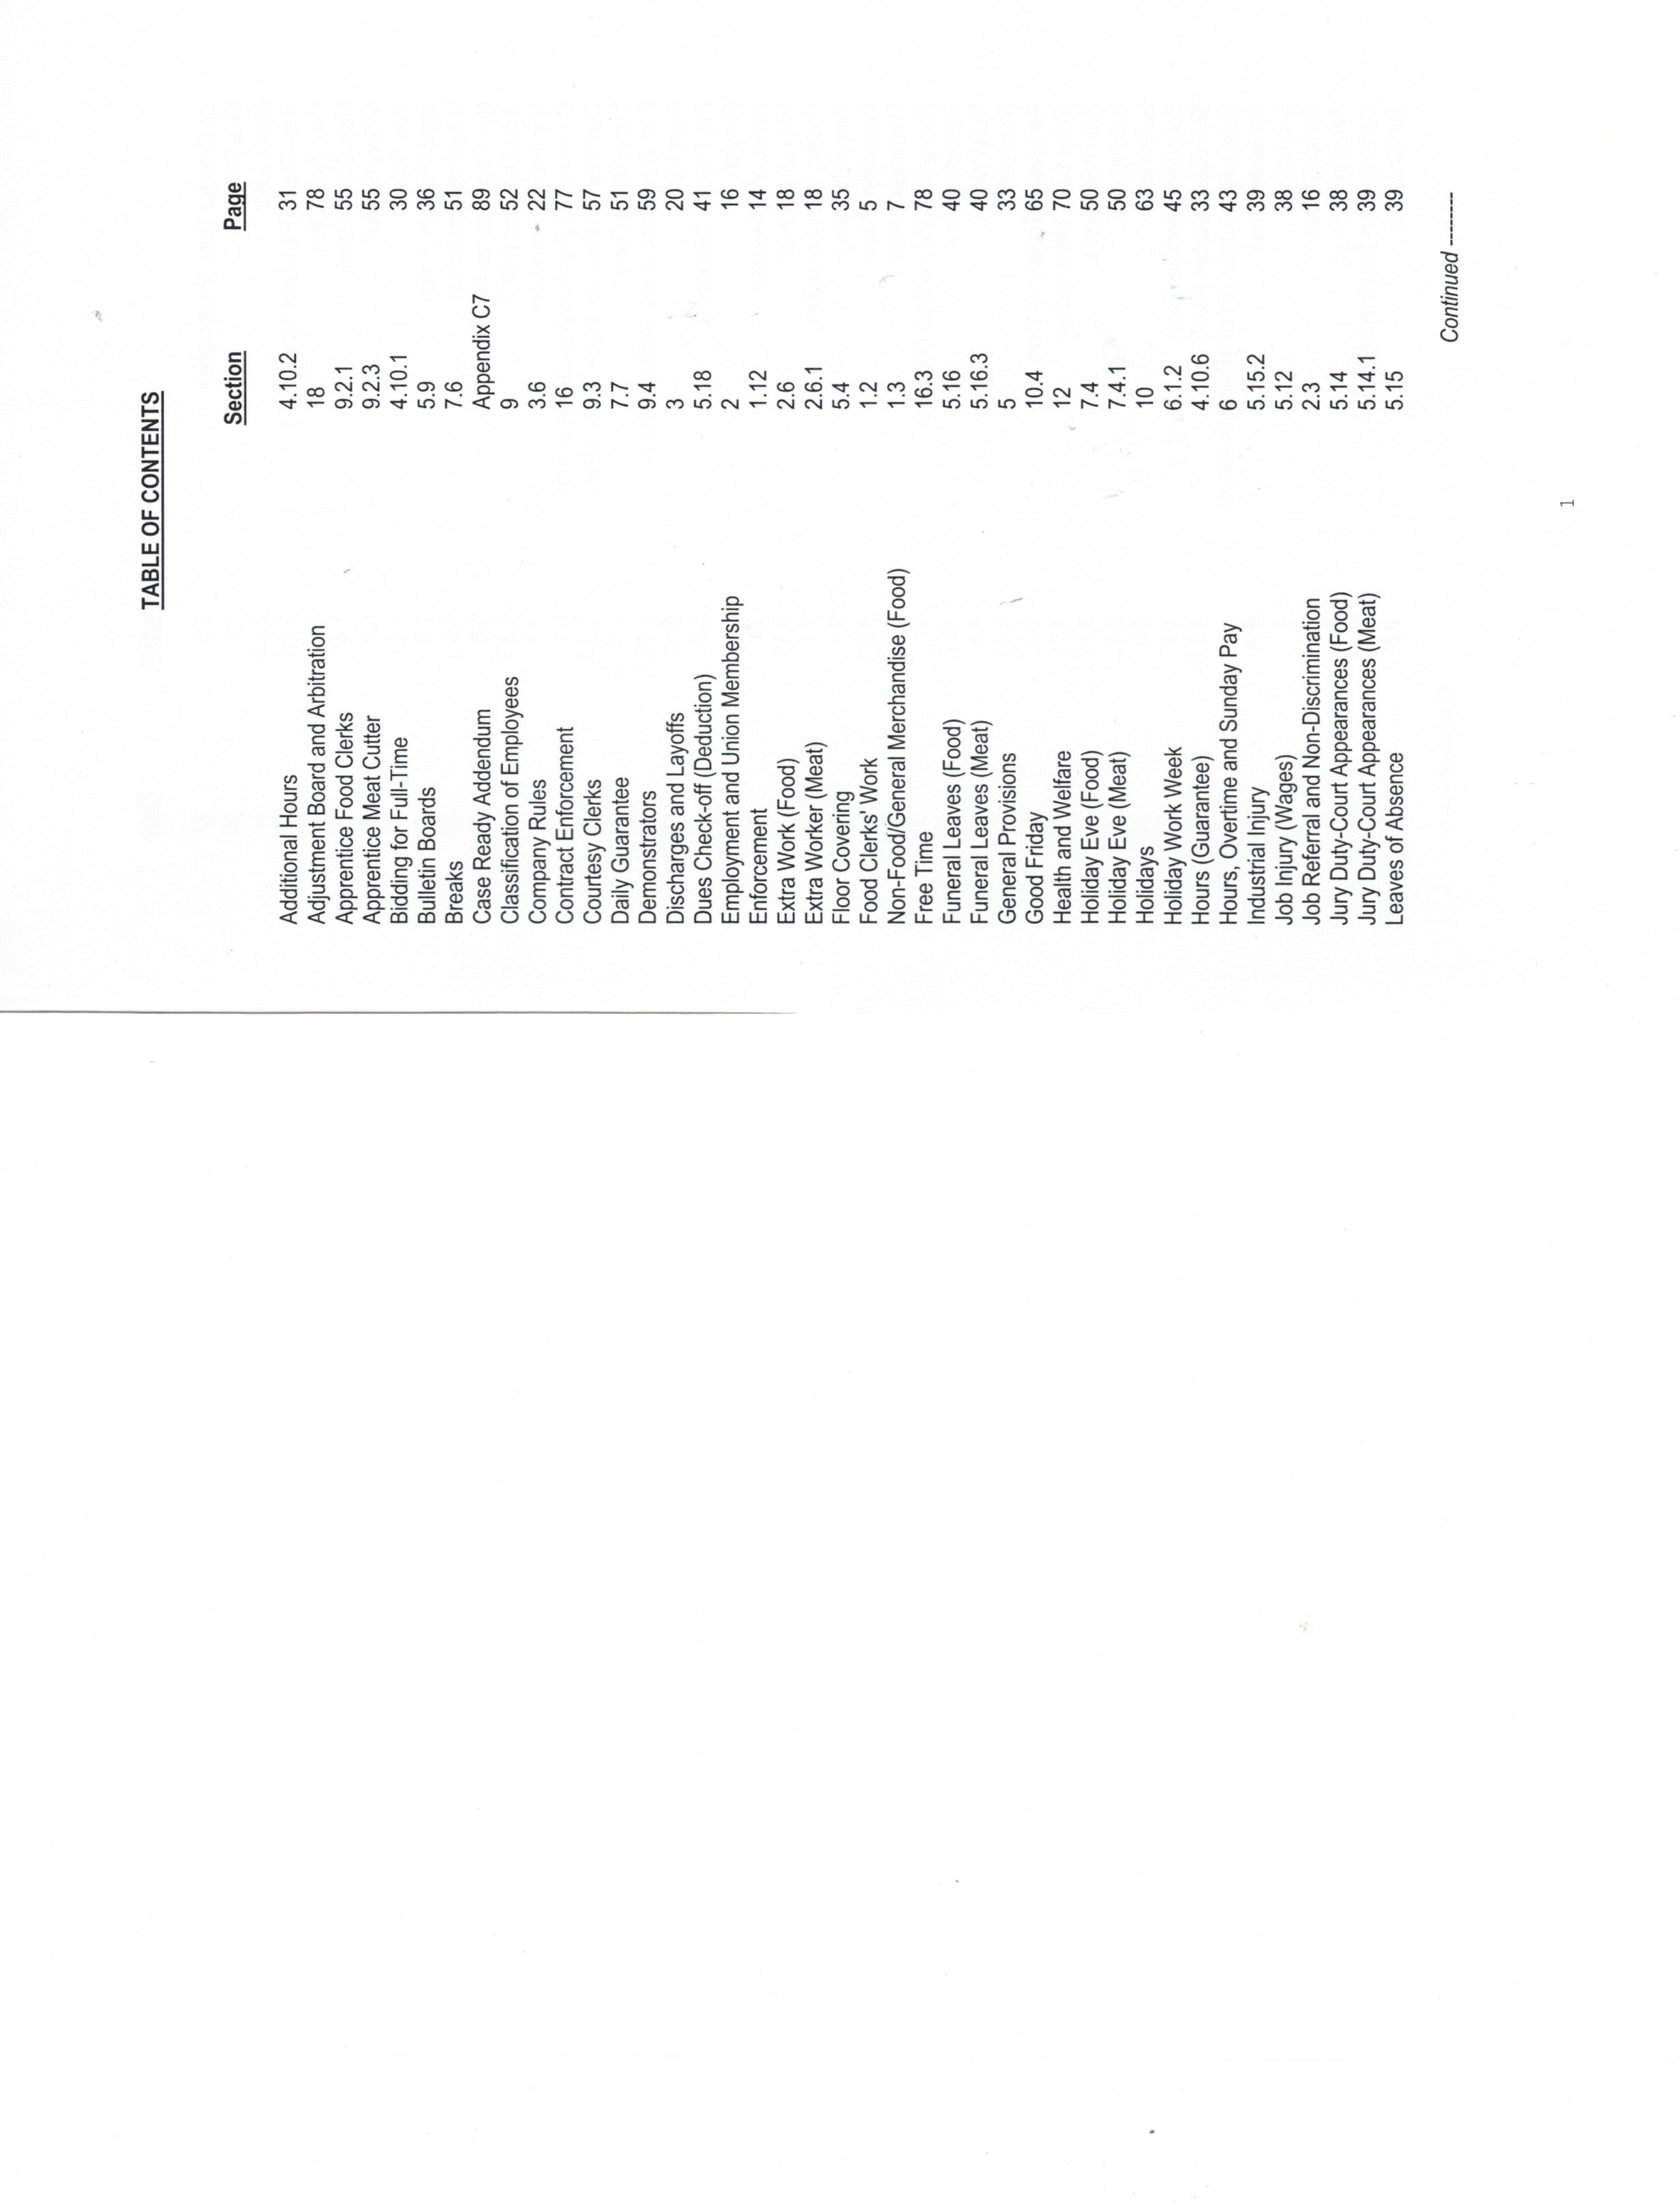 TABLE OF CONTENTS
Section Page
Additional Hours 4.10.2 31
Adjustment Board and Arbitration 18 78
Apprentice Food Clerks 9.2.1 55
Apprentice Meat Cutter 9.2.3 55
Bidding for Full-Time 4.10.1 30
Bulletin Boards 5.9 36
Breaks 7.6 51
Case Ready Addendum Appendix C7 89
Classification of Employees 9 52
Company Rules 3.6 22
Contract Enforcement 16 77
Courtesy Clerks 9.3 57
Daily Guarantee 7.7 51
Demonstrators 9.4 59
Discharges and Layoffs 3 20
Dues Check-off (Deduction) 5.18 41
Employment and Union Membership 2 16
Enforcement 1.12 14
Extra Work (Food) 2.6 18
Extra Worker (Meat) 2.6.1 18
Floor Covering 5.4 35
Food Clerks' Work 1.2 5
Non-Food/General Merchandise (Food) 1.3 7
Free Time 16.3 78
Funeral Leaves (Food) 5.16 40
Funeral Leaves (Meat) 5.16.3 40
General Provisions 5 33
Good Friday 10.4 65
Health and Welfare 12 70
Holiday Eve (Food) 7.4 50
Holiday Eve (Meat) 7.4.1 50
Holidays 10 63
Holiday Work Week 6.1.2 45
Hours (Guarantee) 4.10.6 33
Hours, Overtime and Sunday Pay 6 43
Industrial Injury 5.15.2 39
Job Injury (Wages) 5.12 38
Job Referral and Non-Discrimination 2.3 16
Jury Duty-Court Appearances (Food) 5.14 38
Jury Duty-Court Appearances (Meat) 5.14.1 39
Leaves of Absence 5.15 39
Continued ---------
1